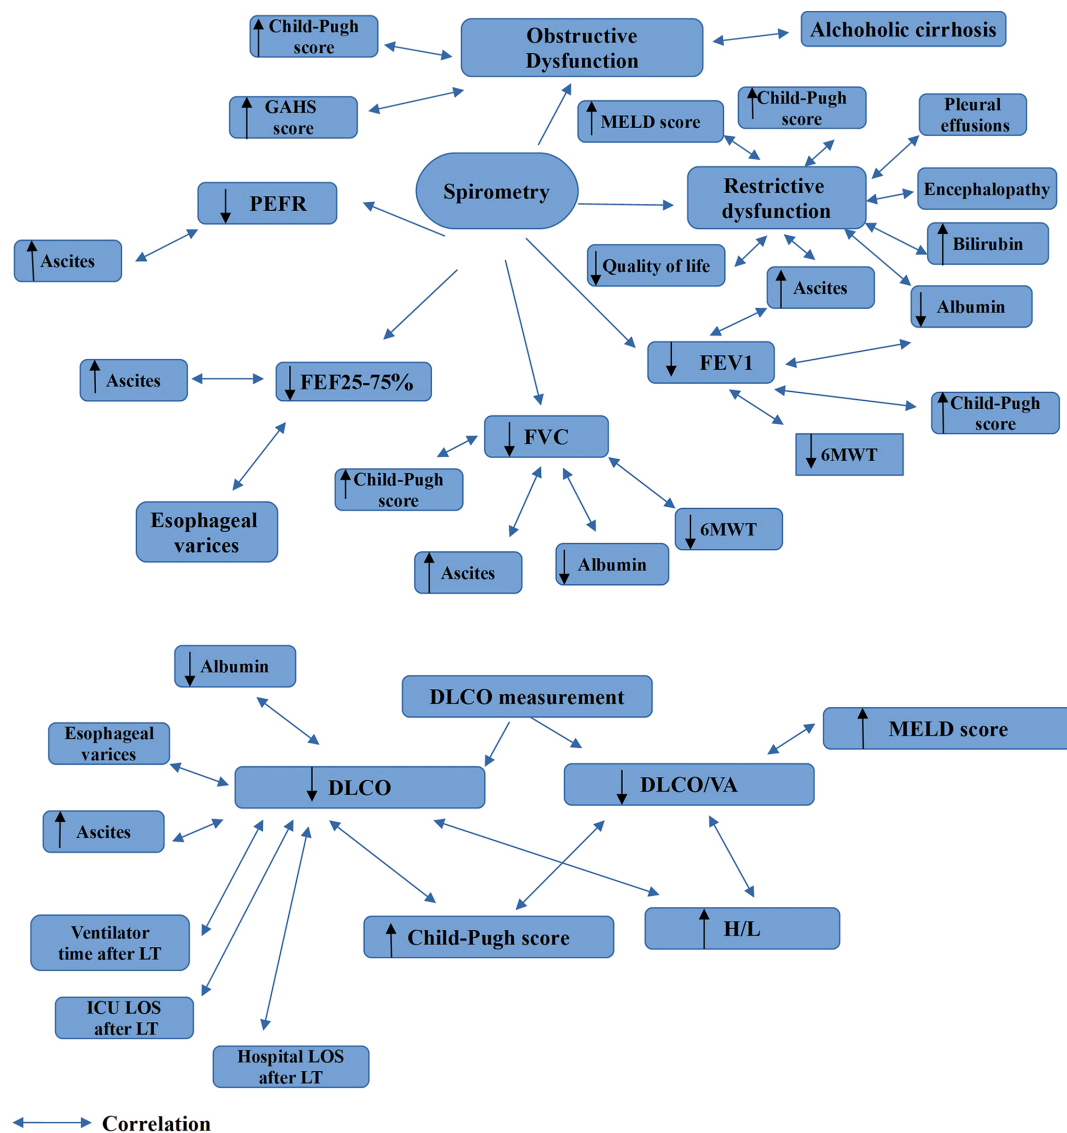 Child-Pugh
score
Obstructive
Dysfunction
Alchoholic cirrhosis
GAHS
score
MELD score
Child-Pugh
score
Pleural
effusions
Spirometry
Restrictive
dysfunction
Encephalopathy
PEFR
Bilirubin
Ascites
Quality of life
Ascites
Albumin
FEV1
Ascites
FEF25-75%
Child-Pugh
score
FVC
6MWT
Child-Pugh
score
Esophageal
varices
6MWT
Ascites
Albumin
Albumin
DLCO measurement
Esophageal
varices
MELD score
DLCO
DLCO/VA
Ascites
Ventilator
time after LT
Child-Pugh score
H/L
ICU LOS
after LT
Hospital LOS
after LT
Correlation